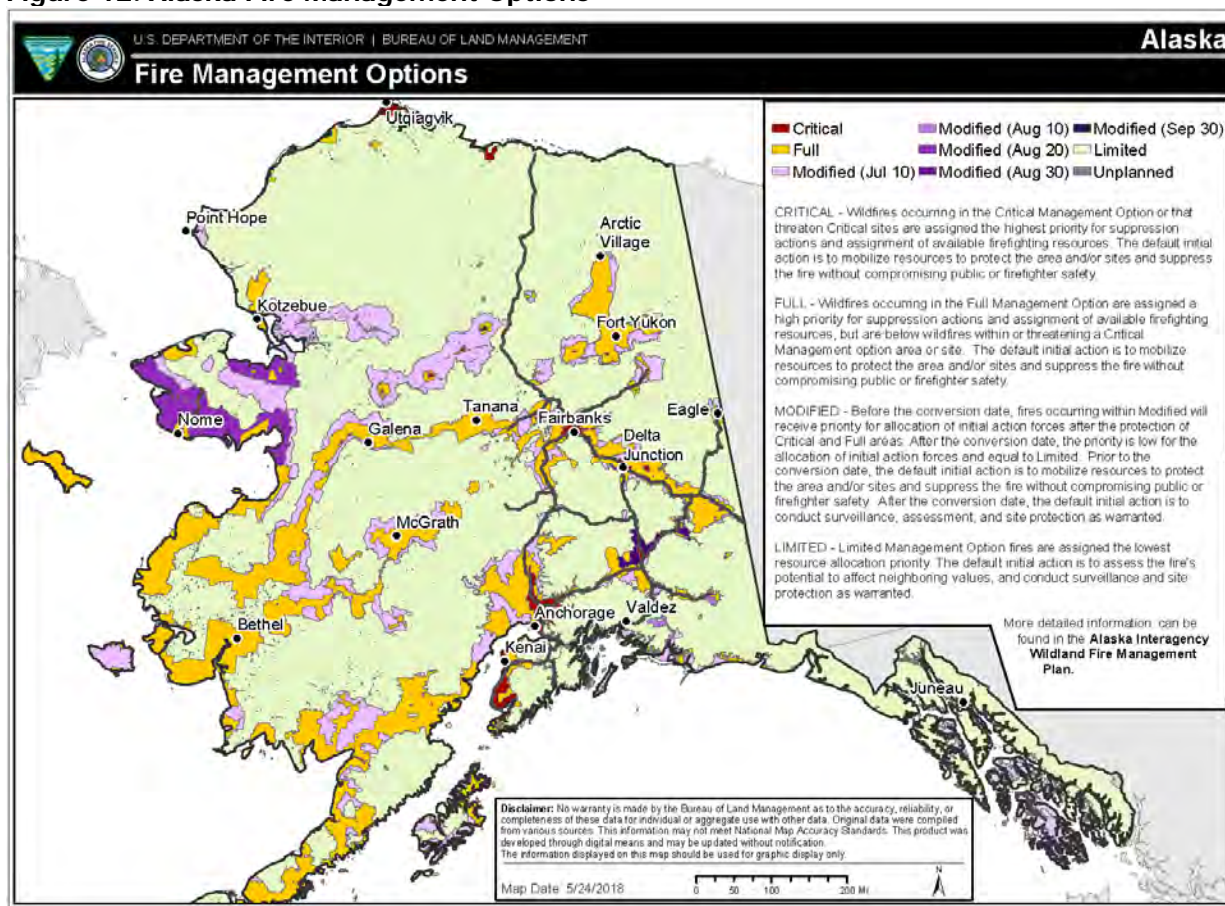 Figure 12. Alaska Fire Management Options
U.S. DEPARTMENT OF THE INTERIOR | BUREAU OF LAND MANAGEMENT
Alaska
Fire Management Options
Critical
Full
Modified (Jul 10)
Modified (Aug 10)
Modified (Aug 20)
Modified (Aug 30)
Modified (Sep 30)
Limited
Unplanned
CRITICAL - Wildfires occurring in the Critical Management Option or that
threaten Critical sites are assigned the highest priority for suppression
actions and assignment of available firefighting resources. The default initial
action is to mobilize resources to protect the area and/or sites and suppress
the fire without compromising public or firefighter safety.
FULL - Wildfires occurring in the Full Management Option are assigned a
high priority for suppression actions and assignment of available firefighting
resources, but are below wildfires within or threatening a Critical
Management option area or site. The default initial action is to mobilize
resources to protect the area and/or sites and suppress the fire without
compromising public or firefighter safety.
MODIFIED - Before the conversion date, fires occurring within Modified will
receive priority for allocation of initial action forces after the protection of
Critical and Full areas. After the conversion date, the priority is low for the
allocation of initial action forces and equal to Limited. Prior to the
conversion date, the default initial action is to mobilize resources to protect
the area and/or sites and suppress the fire without compromising public or
firefighter safety. After the conversion date, the default initial action is to
conduct surveillance, assessment, and site protection as warranted.
LIMITED - Limited Management Option fires are assigned the lowest
resource allocation priority. The default initial action is to assess the fire's
potential to affect neighboring values, and conduct surveillance and site
protection as warranted.
More detailed information can be
found in the Alaska Interagency
Wildland Fire Management
Plan.
Utqiagvik
Point Hope
Arctic
Village
Kotzebue
Fort Yukon
Nome
Galena
Tanana
Fairbanks
Eagle
Delta
Junction
McGrath
Bethel
Anchorage
Valdez
Kenai
Juneau
Disclaimer: No warranty is made by the Bureau of Land Management as to the accuracy, reliability, or
completeness of these data for individual or aggregate use with other data. Original data were compiled
from various sources. This information may not meet National Map Accuracy Standards. This product was
developed through digital means and may be updated without notification.
The information displayed on this map should be used for graphic display only.
Map Date: 5/24/2018
0 50 100 200 Mi
N